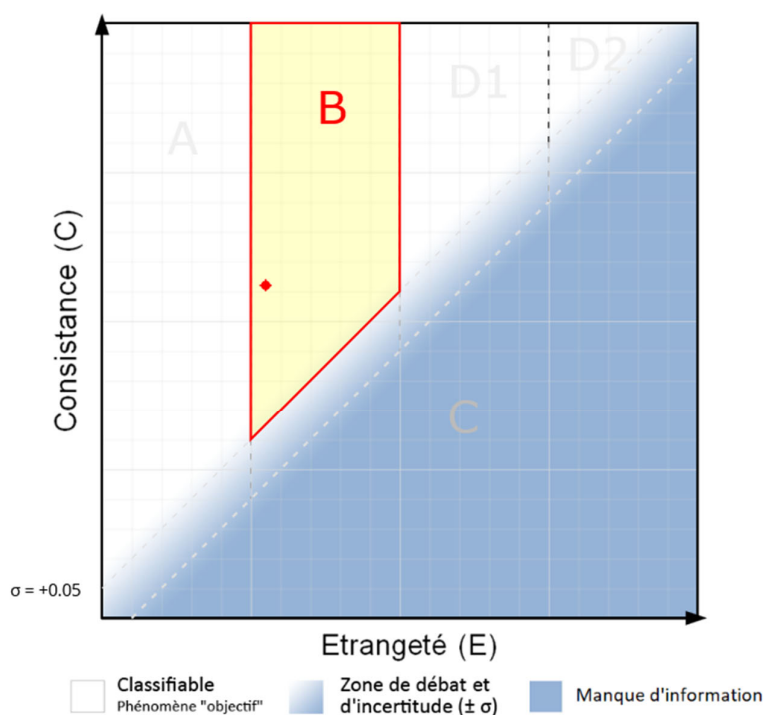 D2
D1
B
A
Consistance (C)
C
σ = +0.05
Etrangeté (E)
Classifiable
Phénomène "objectif"
Zone de débat et
d'incertitude (± σ)
Manque d'information